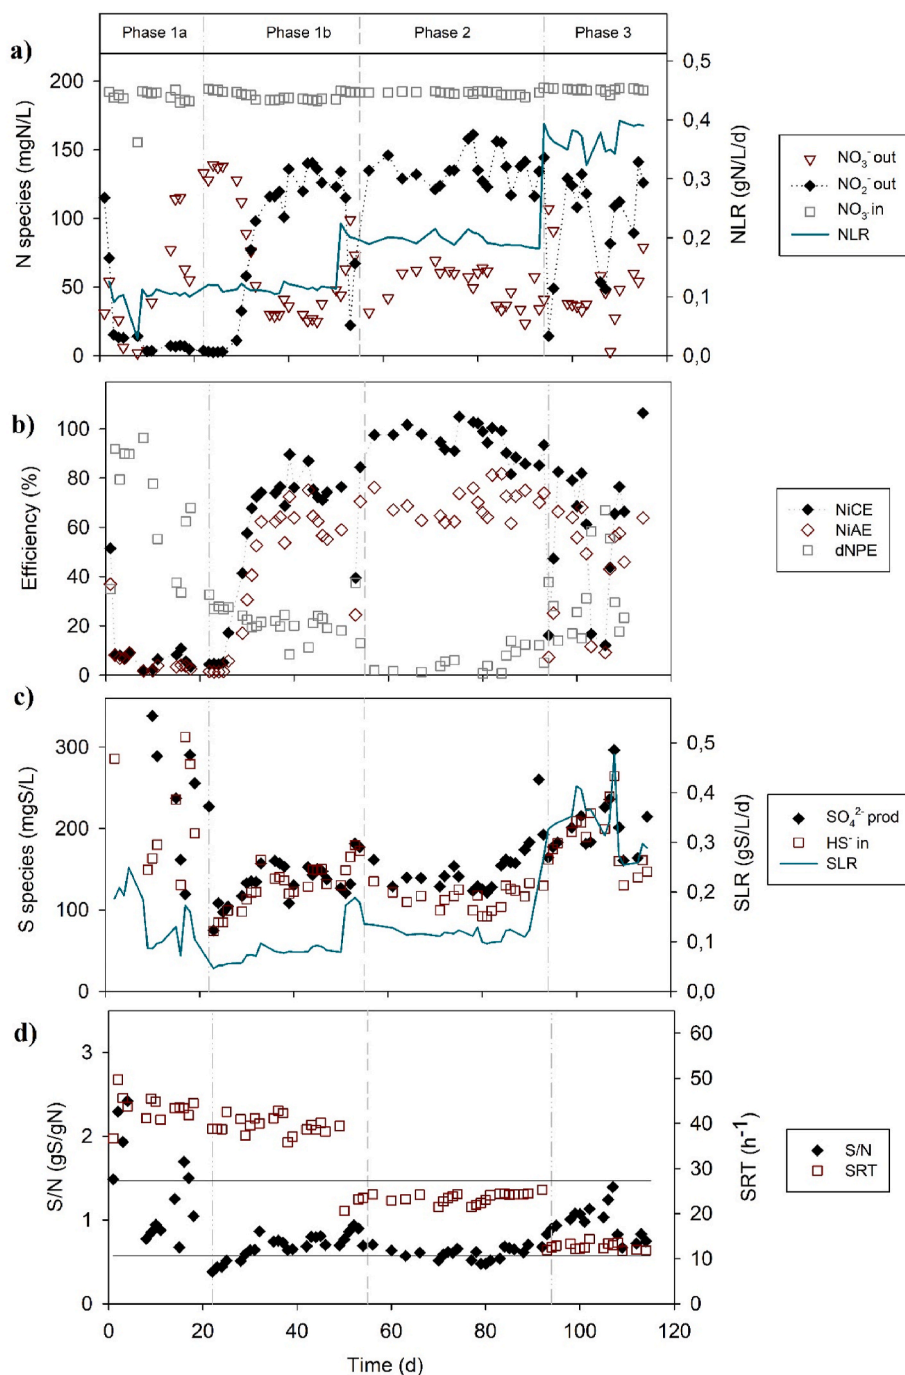 Phase 1a Phase 1b Phase 2 Phase 3
a)
N species (mgN/L)
200
150
100
50
0
0,5
0,4
0,3
0,2
0,1
0,0
NLR (gN/L/d)
NO₃⁻ out
NO₂⁻ out
NO₃⁻ in
NLR
b)
Efficiency (%)
100
80
60
40
20
0
NiCE
NiAE
dNPE
c)
S species (mgS/L)
300
200
100
0
0,5
0,4
0,3
0,2
0,1
0,0
SLR (gS/L/d)
SO₄²⁻ prod
HS⁻ in
SLR
d)
S/N (gS/gN)
3
2
1
0
60
50
40
30
20
10
0
SRT (h⁻¹)
S/N
SRT
0 20 40 60 80 100 120
Time (d)